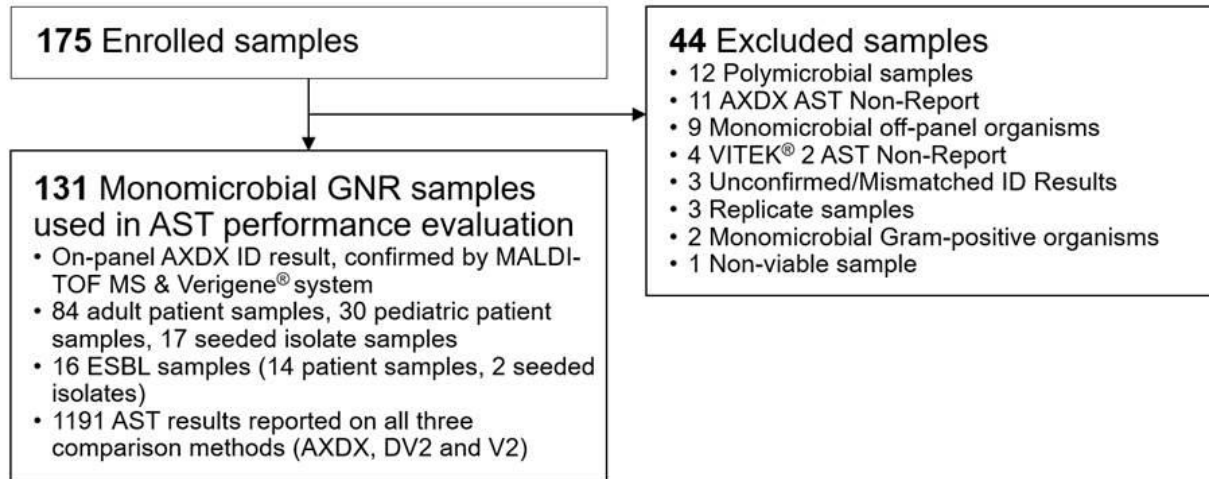 175 Enrolled samples
44 Excluded samples
• 12 Polymicrobial samples
• 11 AXDX AST Non-Report
• 9 Monomicrobial off-panel organisms
• 4 VITEK® 2 AST Non-Report
• 3 Unconfirmed/Mismatched ID Results
• 3 Replicate samples
• 2 Monomicrobial Gram-positive organisms
• 1 Non-viable sample
131 Monomicrobial GNR samples
used in AST performance evaluation
• On-panel AXDX ID result, confirmed by MALDI-
TOF MS & Verigene® system
• 84 adult patient samples, 30 pediatric patient
samples, 17 seeded isolate samples
• 16 ESBL samples (14 patient samples, 2 seeded
isolates)
• 1191 AST results reported on all three
comparison methods (AXDX, DV2 and V2)